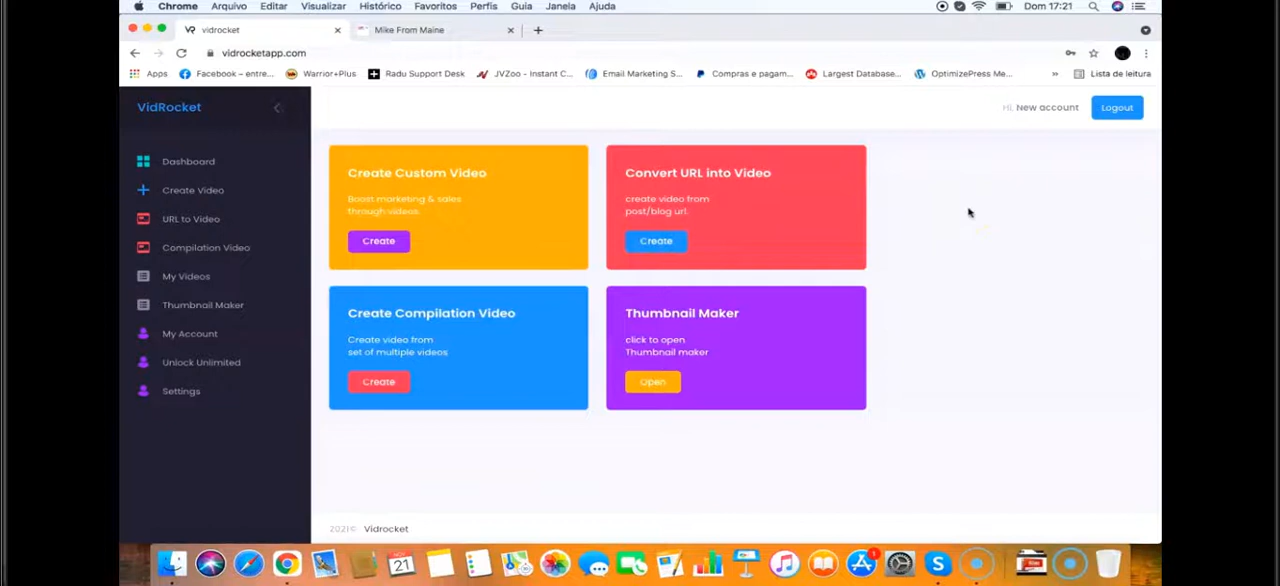 Chrome Arquivo Editar Visualizar Histórico Favoritos Perfis Guia Janela Ajuda Dom 17:21
vidrocket Mike From Maine
vidrocketapp.com
Apps Facebook – entre... Warrior+Plus Radu Support Desk JVZoo - Instant C... Email Marketing S... Compras e pagam... Largest Database... OptimizePress Me... » Lista de leitura
VidRocket
Hi, New account Logout
Dashboard
Create Video
URL to Video
Compilation Video
My Videos
Thumbnail Maker
My Account
Unlock Unlimited
Settings
Create Custom Video
Boost marketing & sales
through videos.
Create
Convert URL into Video
create video from
post/blog url.
Create
Create Compilation Video
Create video from
set of multiple videos
Create
Thumbnail Maker
click to open
Thumbnail maker
Open
2021© Vidrocket
21
1